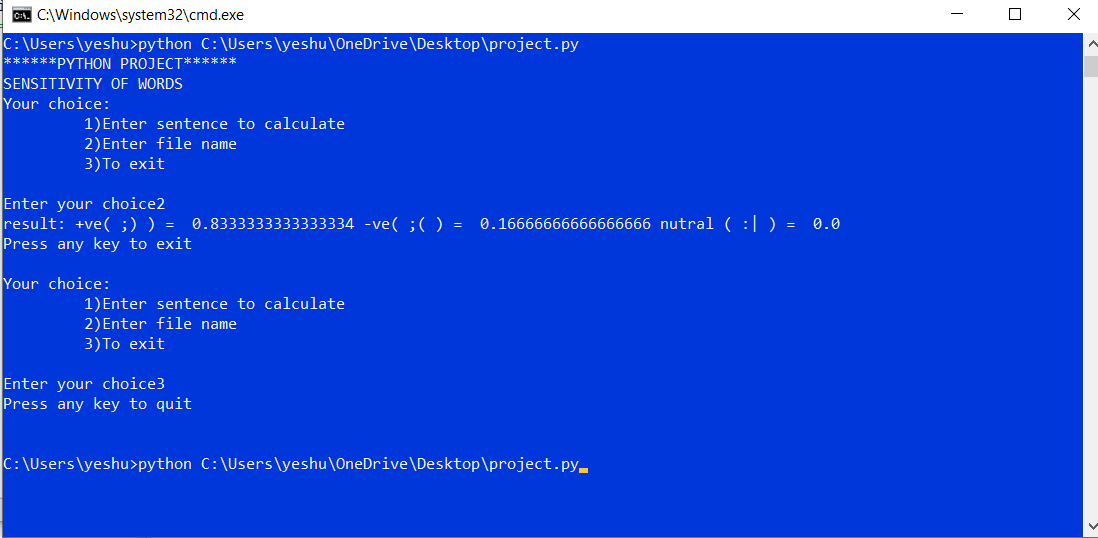 C:\Windows\system32\cmd.exe
C:\Users\yeshu>python C:\Users\yeshu\OneDrive\Desktop\project.py
******PYTHON PROJECT******
SENSITIVITY OF WORDS
Your choice:
1)Enter sentence to calculate
2)Enter file name
3)To exit
Enter your choice2
result: +ve( ;) ) =  0.8333333333333334 -ve( ;( ) =  0.16666666666666666 nutral ( :| ) =  0.0
Press any key to exit
Your choice:
1)Enter sentence to calculate
2)Enter file name
3)To exit
Enter your choice3
Press any key to quit
C:\Users\yeshu>python C:\Users\yeshu\OneDrive\Desktop\project.py